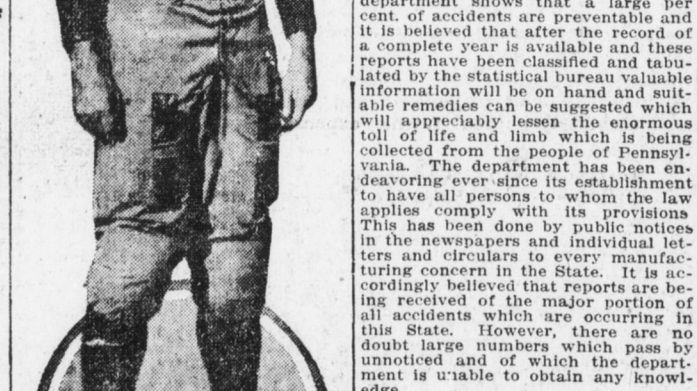 department shows that a large per
cent. of accidents are preventable and
it is believed that after the record of
a complete year is available and these
reports have been classified and tabu-
lated by the statistical bureau valuable
information will be on hand and suit-
able remedies can be suggested which
will appreciably lessen the enormous
toll of life and limb which is being
collected from the people of Pennsyl-
vania. The department has been en-
deavoring ever since its establishment
to have all persons to whom the law
applies comply with its provisions
This has been done by public notices
in the newspapers and individual let-
ters and circulars to every manufac-
turing concern in the State. It is ac-
cordingly believed that reports are be-
ing received of the major portion of
all accidents which are occurring in
this State. However, there are no
doubt large numbers which pass by
unnoticed and of which the depart-
ment is unable to obtain any knowl-
edge